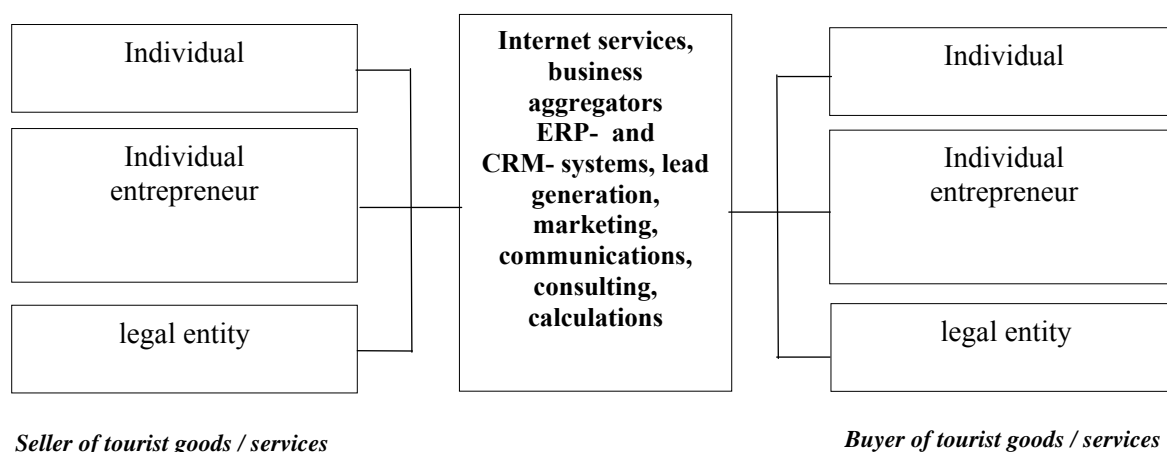 Individual
Individual
entrepreneur
legal entity
Internet services,
business
aggregators
ERP- and
CRM- systems, lead
generation,
marketing,
communications,
consulting,
calculations
Individual
Individual
entrepreneur
legal entity
Seller of tourist goods / services
Buyer of tourist goods / services